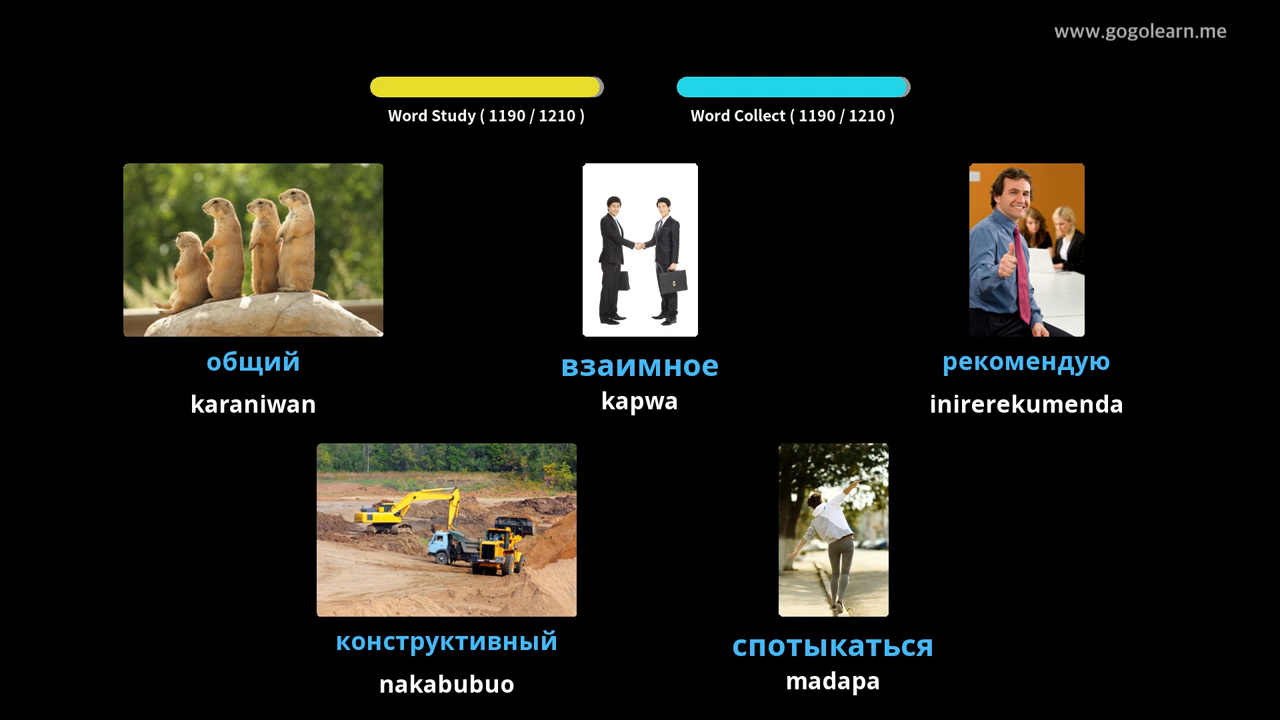 www.gogolearn.me
Word Study ( 1190 / 1210 )
Word Collect ( 1190 / 1210 )
общий
karaniwan
взаимное
kapwa
рекомендую
inirerekumenda
конструктивный
nakabubuo
спотыкаться
madapa